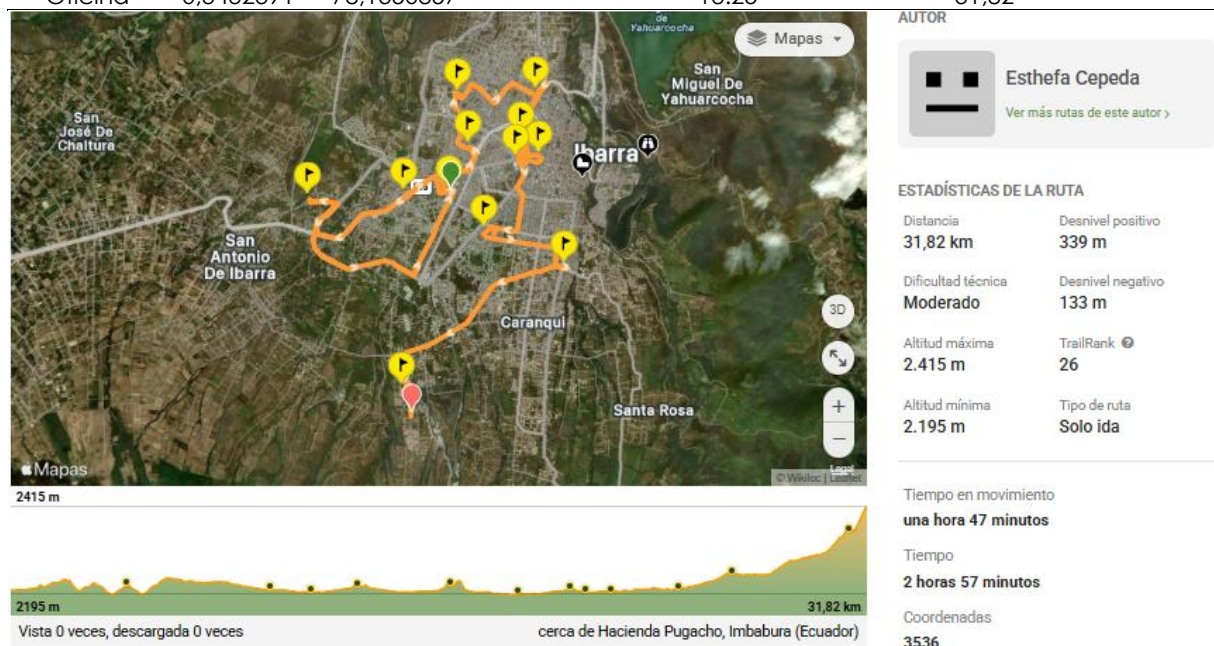 Mapas
de
Yahuarcocha
San
Miguel De
Yahuarcocha
San
José De
Chaltura
Ibarra
San
Antonio
De Ibarra
3D
Caranqui
Santa Rosa
+
−
Mapas
Legal
© Wikiloc | Leaflet
2415 m
2195 m
31,82 km
Vista 0 veces, descargada 0 veces
cerca de Hacienda Pugacho, Imbabura (Ecuador)
AUTOR
Esthefa Cepeda
Ver más rutas de este autor >
ESTADÍSTICAS DE LA RUTA
Distancia
Desnivel positivo
31,82 km
339 m
Dificultad técnica
Desnivel negativo
Moderado
133 m
Altitud máxima
TrailRank
2.415 m
26
Altitud mínima
Tipo de ruta
2.195 m
Solo ida
Tiempo en movimiento
una hora 47 minutos
Tiempo
2 horas 57 minutos
Coordenadas
3536